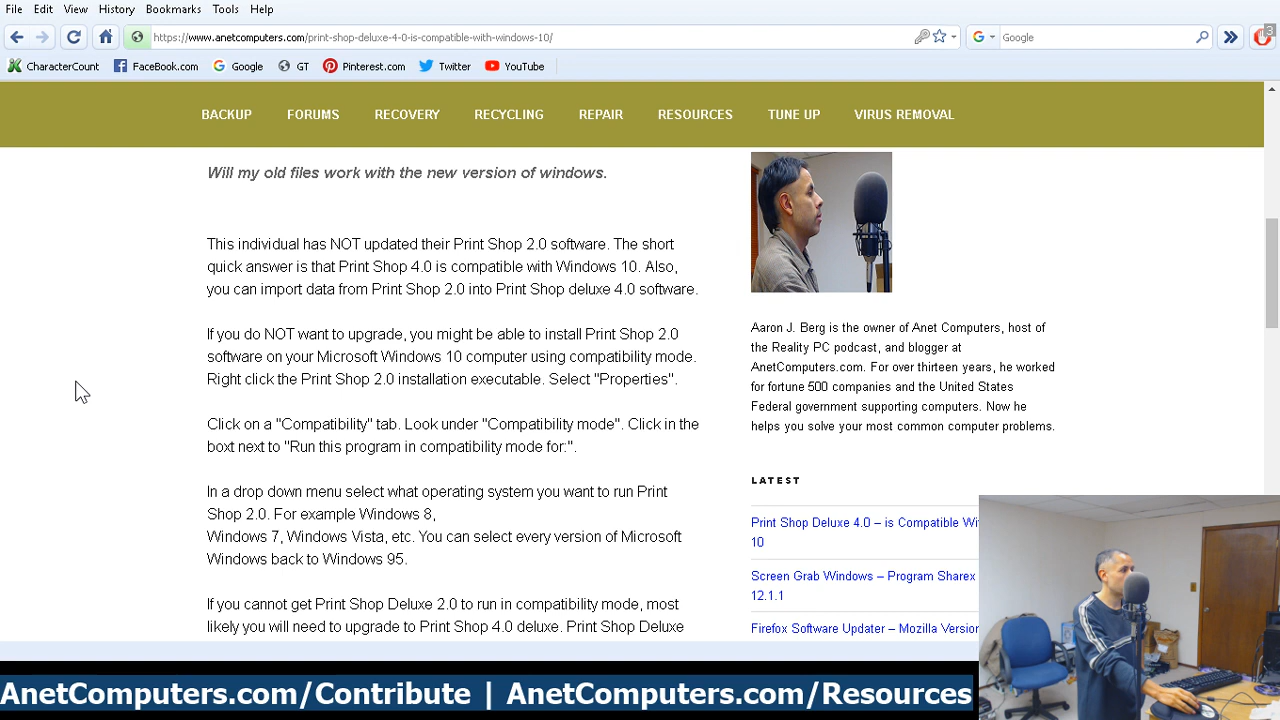 File Edit View History Bookmarks Tools Help
https://www.anetcomputers.com/print-shop-deluxe-4-0-is-compatible-with-windows-10/
Google
3
CharacterCount FaceBook.com Google GT Pinterest.com Twitter YouTube
BACKUP FORUMS RECOVERY RECYCLING REPAIR RESOURCES TUNE UP VIRUS REMOVAL
Will my old files work with the new version of windows.
This individual has NOT updated their Print Shop 2.0 software. The short
quick answer is that Print Shop 4.0 is compatible with Windows 10. Also,
you can import data from Print Shop 2.0 into Print Shop deluxe 4.0 software.
If you do NOT want to upgrade, you might be able to install Print Shop 2.0
software on your Microsoft Windows 10 computer using compatibility mode.
Right click the Print Shop 2.0 installation executable. Select "Properties".
Click on a "Compatibility" tab. Look under "Compatibility mode". Click in the
boxt next to "Run this program in compatibility mode for:".
In a drop down menu select what operating system you want to run Print
Shop 2.0. For example Windows 8,
Windows 7, Windows Vista, etc. You can select every version of Microsoft
Windows back to Windows 95.
If you cannot get Print Shop Deluxe 2.0 to run in compatibility mode, most
likely you will need to upgrade to Print Shop 4.0 deluxe. Print Shop Deluxe
Aaron J. Berg is the owner of Anet Computers, host of
the Reality PC podcast, and blogger at
AnetComputers.com. For over thirteen years, he worked
for fortune 500 companies and the United States
Federal government supporting computers. Now he
helps you solve your most common computer problems.
LATEST
Print Shop Deluxe 4.0 – is Compatible Wi
10
Screen Grab Windows – Program Sharex
12.1.1
Firefox Software Updater – Mozilla Version
AnetComputers.com/Contribute | AnetComputers.com/Resources